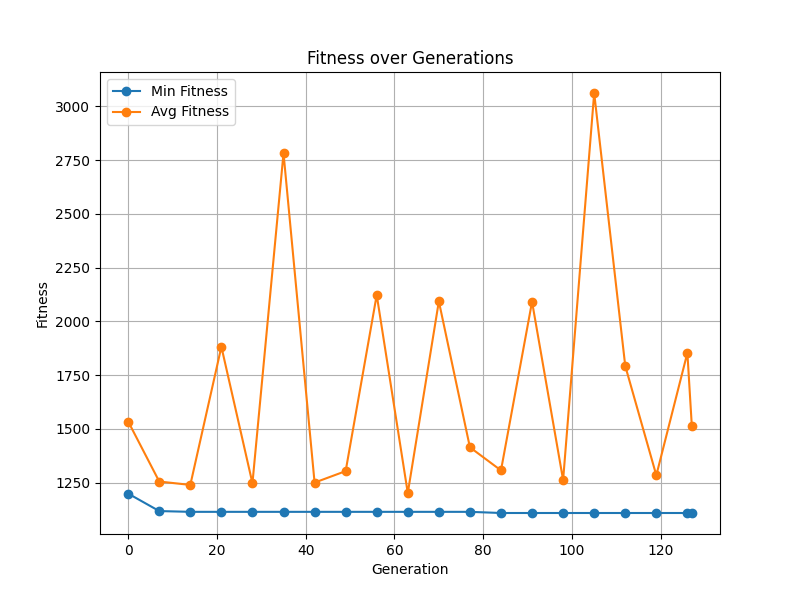 Fitness over Generations
Min Fitness
Avg Fitness
3000
2750
2500
2250
2000
1750
1500
1250
Fitness
0 20 40 60 80 100 120
Generation